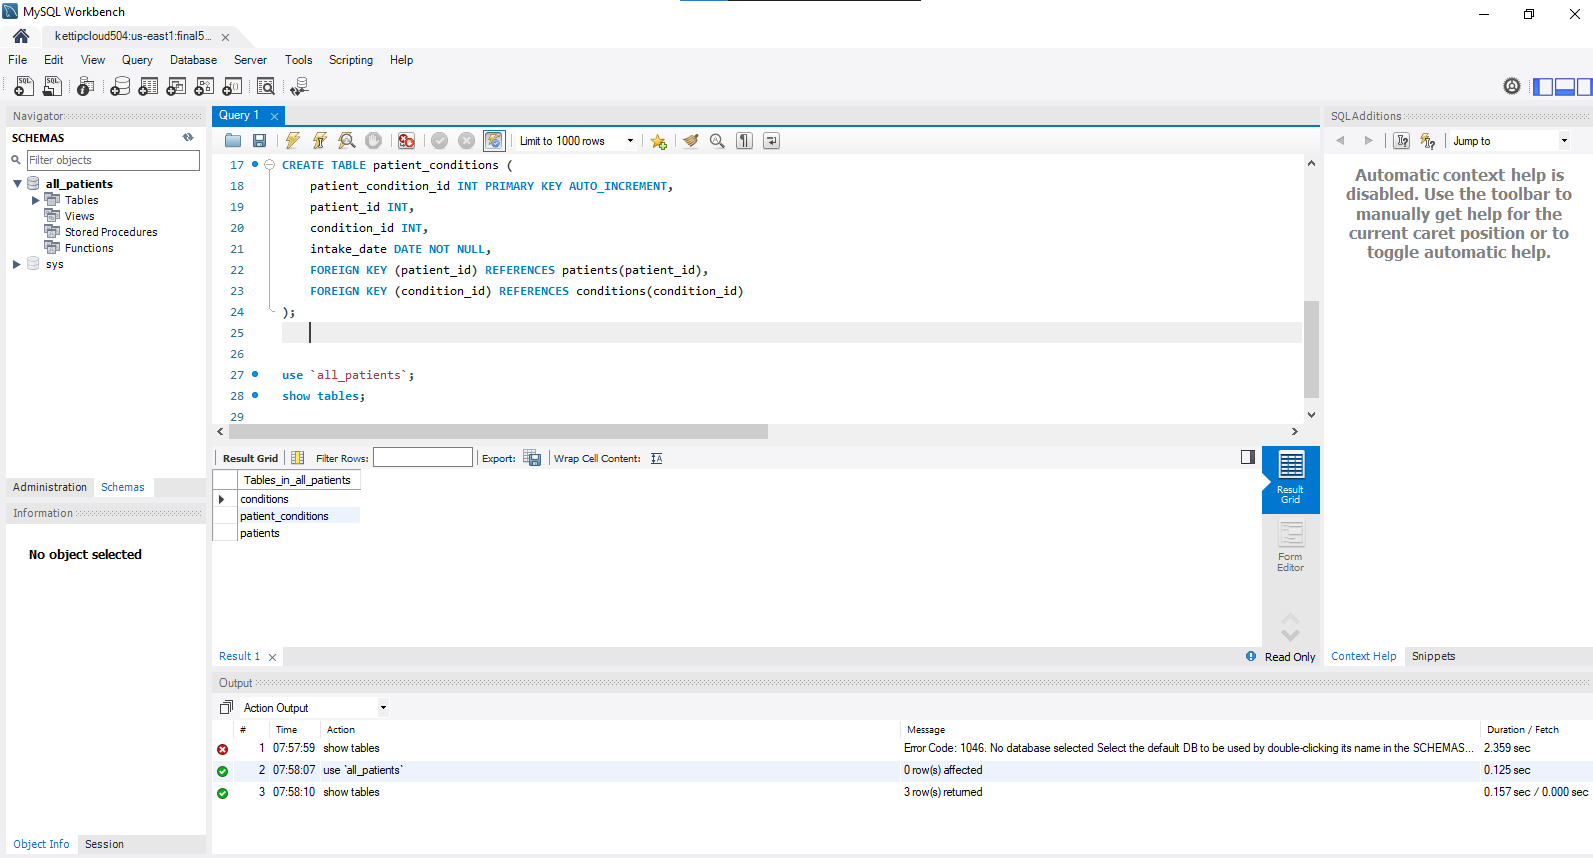 MySQL Workbench
kettipcloud504:us-east1:final5...
File Edit View Query Database Server Tools Scripting Help
Navigator
SCHEMAS
Filter objects
all_patients
Tables
Views
Stored Procedures
Functions
sys
Administration Schemas
Information
No object selected
Object Info Session
Query 1
Limit to 1000 rows
17 CREATE TABLE patient_conditions (
18 patient_condition_id INT PRIMARY KEY AUTO_INCREMENT,
19 patient_id INT,
20 condition_id INT,
21 intake_date DATE NOT NULL,
22 FOREIGN KEY (patient_id) REFERENCES patients(patient_id),
23 FOREIGN KEY (condition_id) REFERENCES conditions(condition_id)
24 );
25
26
27 use `all_patients`;
28 show tables;
29
Result Grid Filter Rows: Export: Wrap Cell Content:
Tables_in_all_patients
conditions
patient_conditions
patients
Result Grid
Form Editor
Result 1
Read Only
SQLAdditions
Jump to
Automatic context help is
disabled. Use the toolbar to
manually get help for the
current caret position or to
toggle automatic help.
Context Help Snippets
Output
Action Output
# Time Action Message Duration / Fetch
1 07:57:59 show tables Error Code: 1046. No database selected Select the default DB to be used by double-clicking its name in the SCHEMAS... 2.359 sec
2 07:58:07 use `all_patients` 0 row(s) affected 0.125 sec
3 07:58:10 show tables 3 row(s) returned 0.157 sec / 0.000 sec